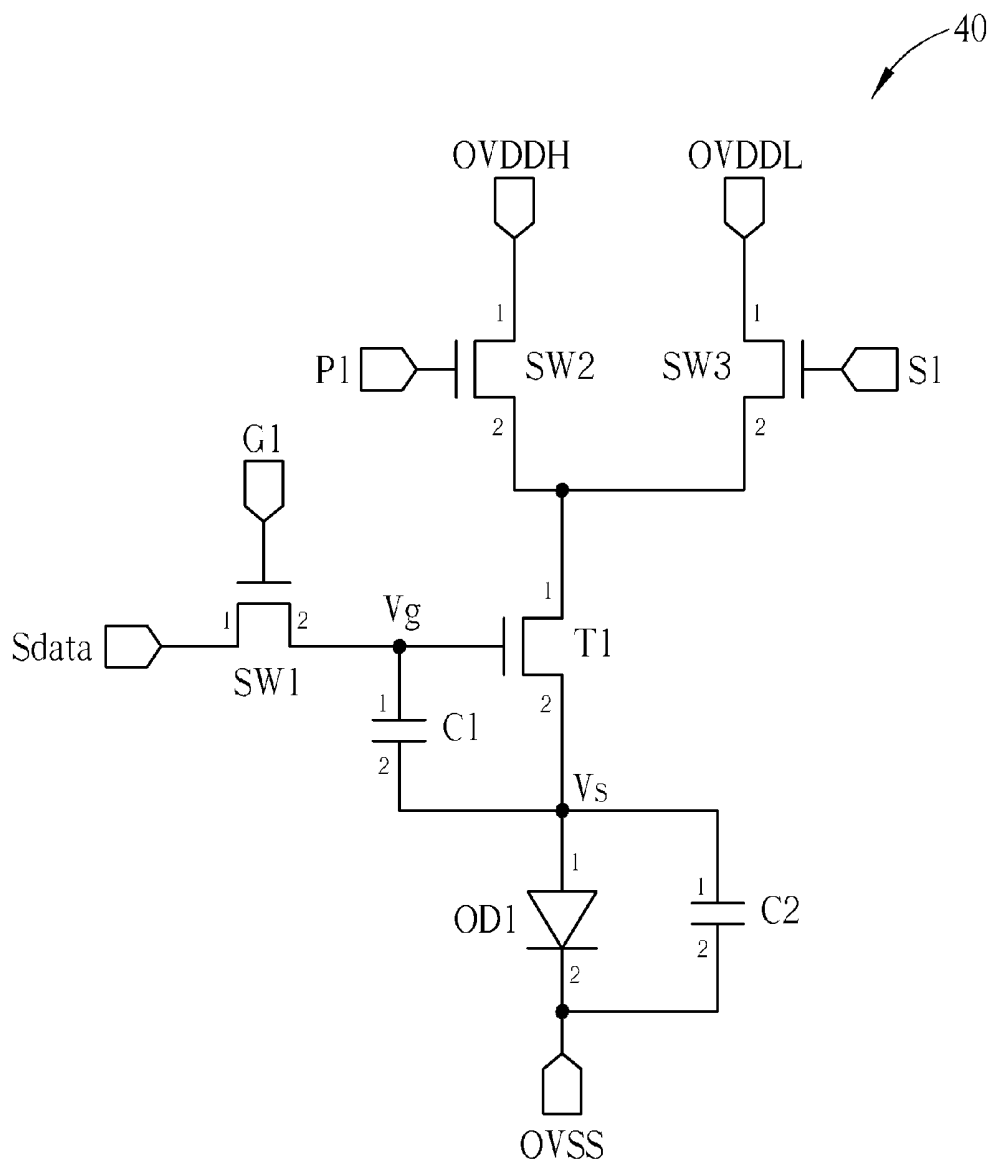 40
OVDDH OVDDL
1 1
P1 SW2 SW3 S1
2 2
G1
1
1 2 Vg T1
Sdata
SW1 2
1 C1
2
Vs
1
1
OD1 C2
2 2
OVSS